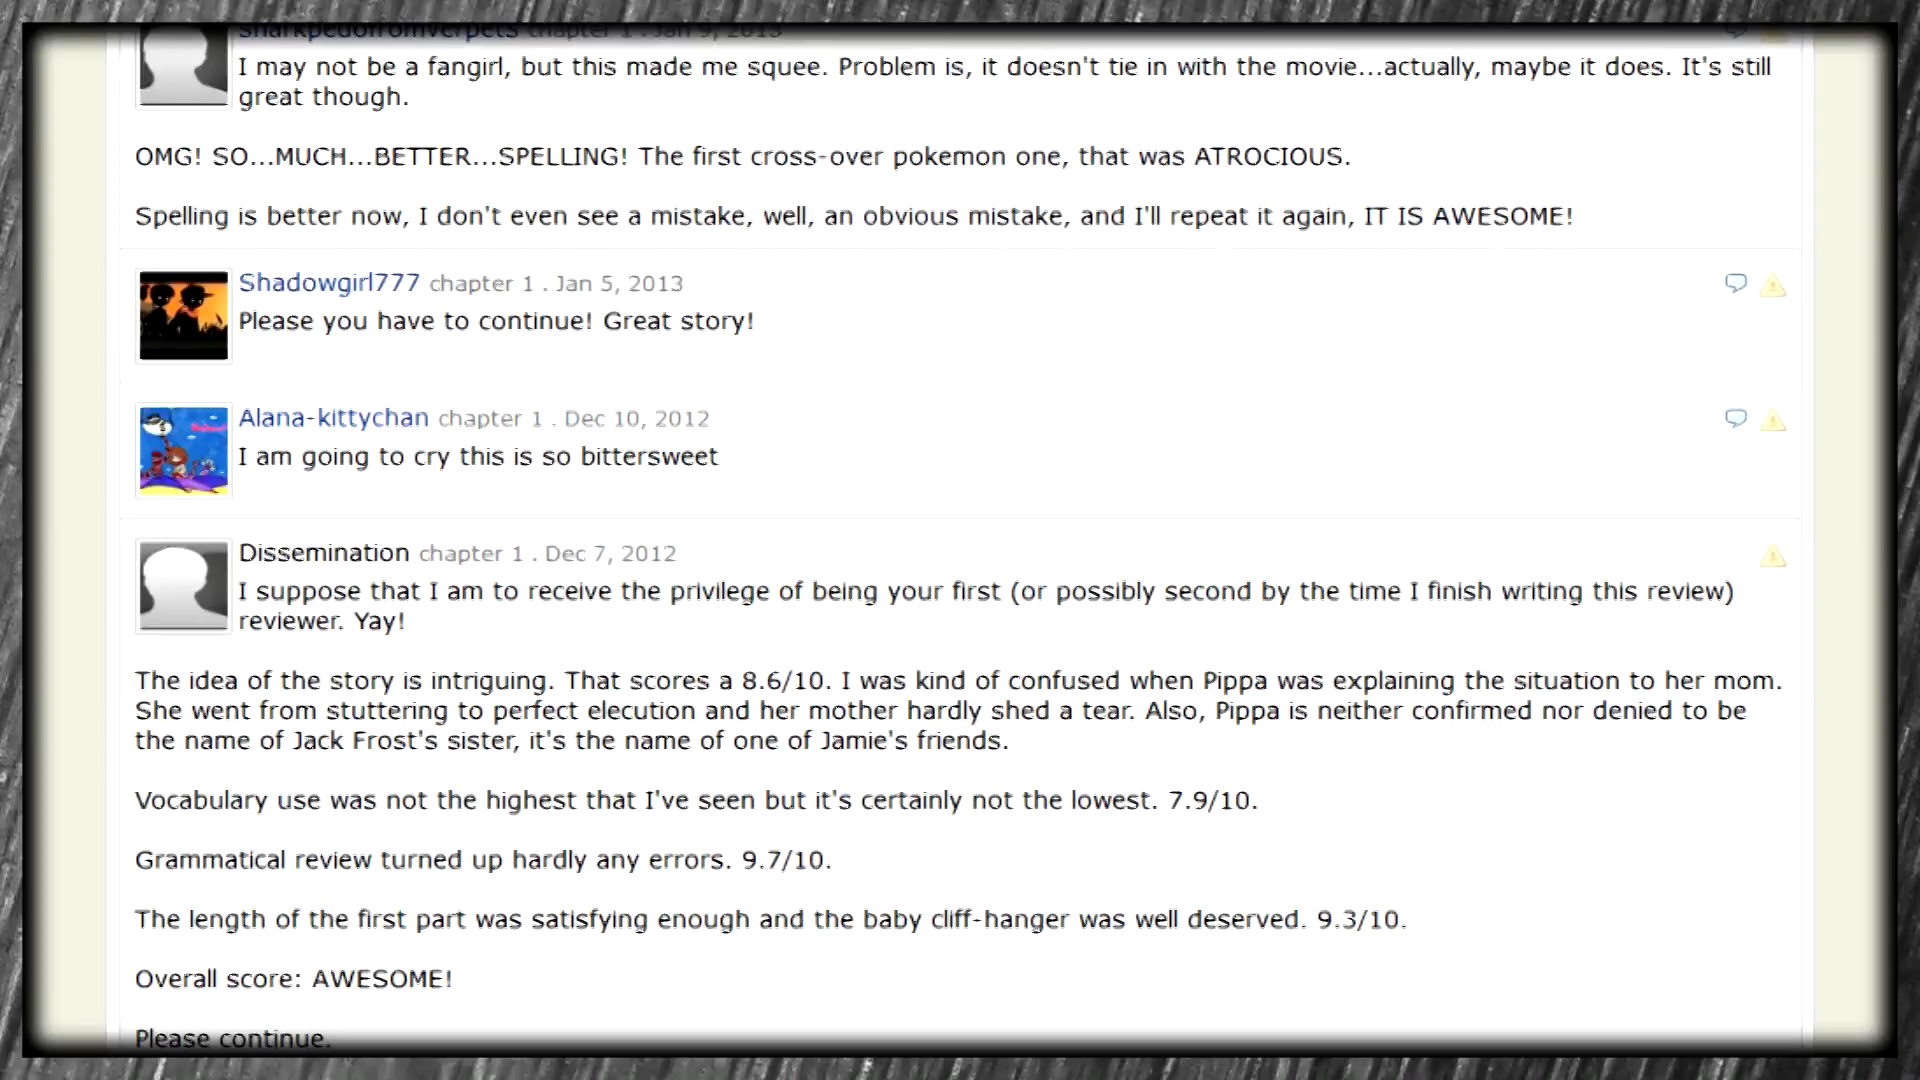 Sharkpedofromverpets chapter 1 . Jan 9, 2013
I may not be a fangirl, but this made me squee. Problem is, it doesn't tie in with the movie...actually, maybe it does. It's still
great though.
OMG! SO...MUCH...BETTER...SPELLING! The first cross-over pokemon one, that was ATROCIOUS.
Spelling is better now, I don't even see a mistake, well, an obvious mistake, and I'll repeat it again, IT IS AWESOME!
Shadowgirl777 chapter 1 . Jan 5, 2013
Please you have to continue! Great story!
Alana-kittychan chapter 1 . Dec 10, 2012
I am going to cry this is so bittersweet
Dissemination chapter 1 . Dec 7, 2012
I suppose that I am to receive the privilege of being your first (or possibly second by the time I finish writing this review)
reviewer. Yay!
The idea of the story is intriguing. That scores a 8.6/10. I was kind of confused when Pippa was explaining the situation to her mom.
She went from stuttering to perfect elecution and her mother hardly shed a tear. Also, Pippa is neither confirmed nor denied to be
the name of Jack Frost's sister, it's the name of one of Jamie's friends.
Vocabulary use was not the highest that I've seen but it's certainly not the lowest. 7.9/10.
Grammatical review turned up hardly any errors. 9.7/10.
The length of the first part was satisfying enough and the baby cliff-hanger was well deserved. 9.3/10.
Overall score: AWESOME!
Please continue.